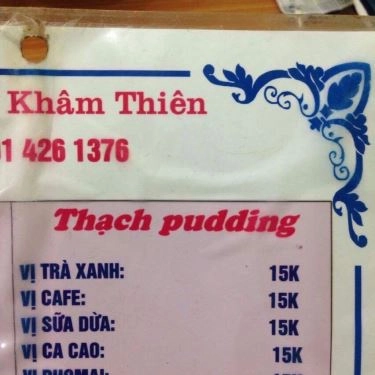 Khâm Thiên
1 426 1376
Thạch pudding
VỊ TRÀ XANH: 15K
VỊ CAFE: 15K
VỊ SỮA DỪA: 15K
VỊ CA CAO: 15K
VỊ